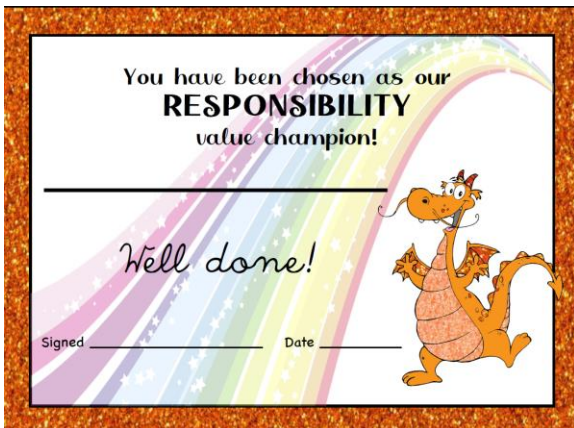 You have been chosen as our
RESPONSIBILITY
value champion!
Well done!
Signed
Date